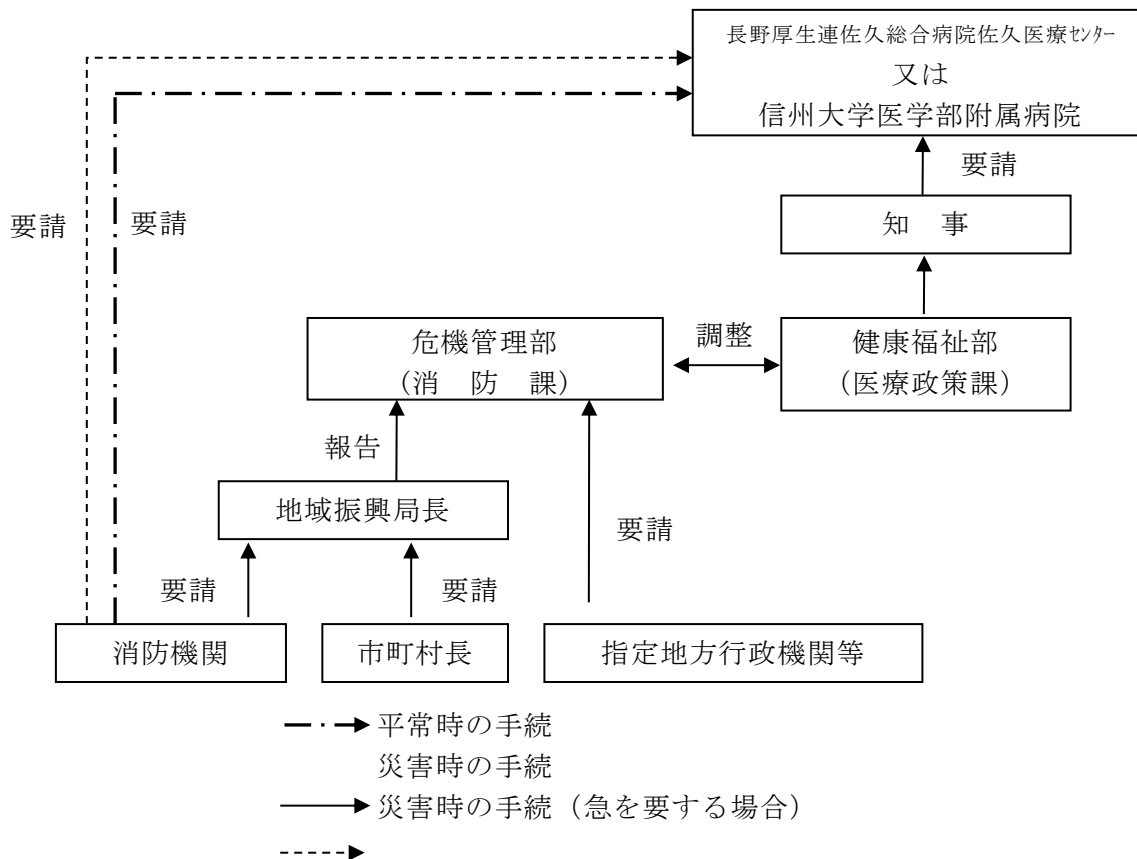 長野厚生連佐久総合病院佐久医療ｾﾝﾀｰ
又は
信州大学医学部附属病院
要請
知　事
要請
要請
危機管理部
（消　防　課）
調整
健康福祉部
（医療政策課）
報告
地域振興局長
要請
要請
要請
消防機関
市町村長
指定地方行政機関等
平常時の手続
災害時の手続
災害時の手続（急を要する場合）